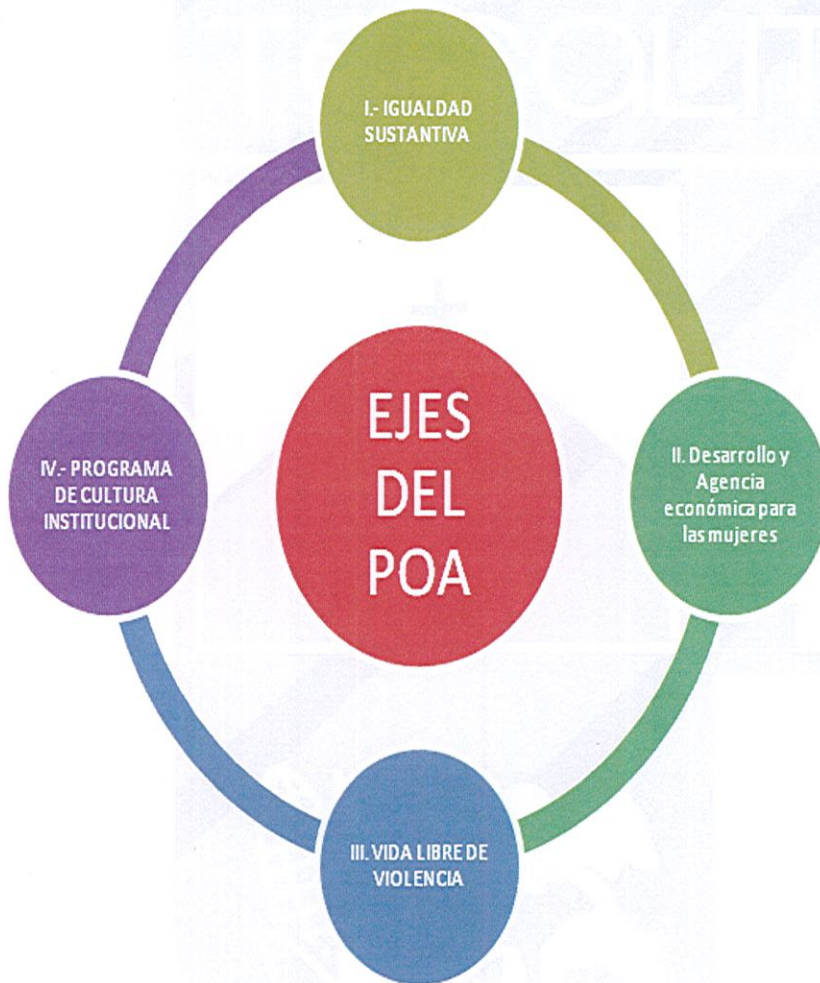 I.- IGUALDAD
SUSTANTIVA
EJES
DEL
POA
II. Desarrollo y
Agencia
económica para
las mujeres
III. VIDA LIBRE DE
VIOLENCIA
IV.- PROGRAMA
DE CULTURA
INSTITUCIONAL